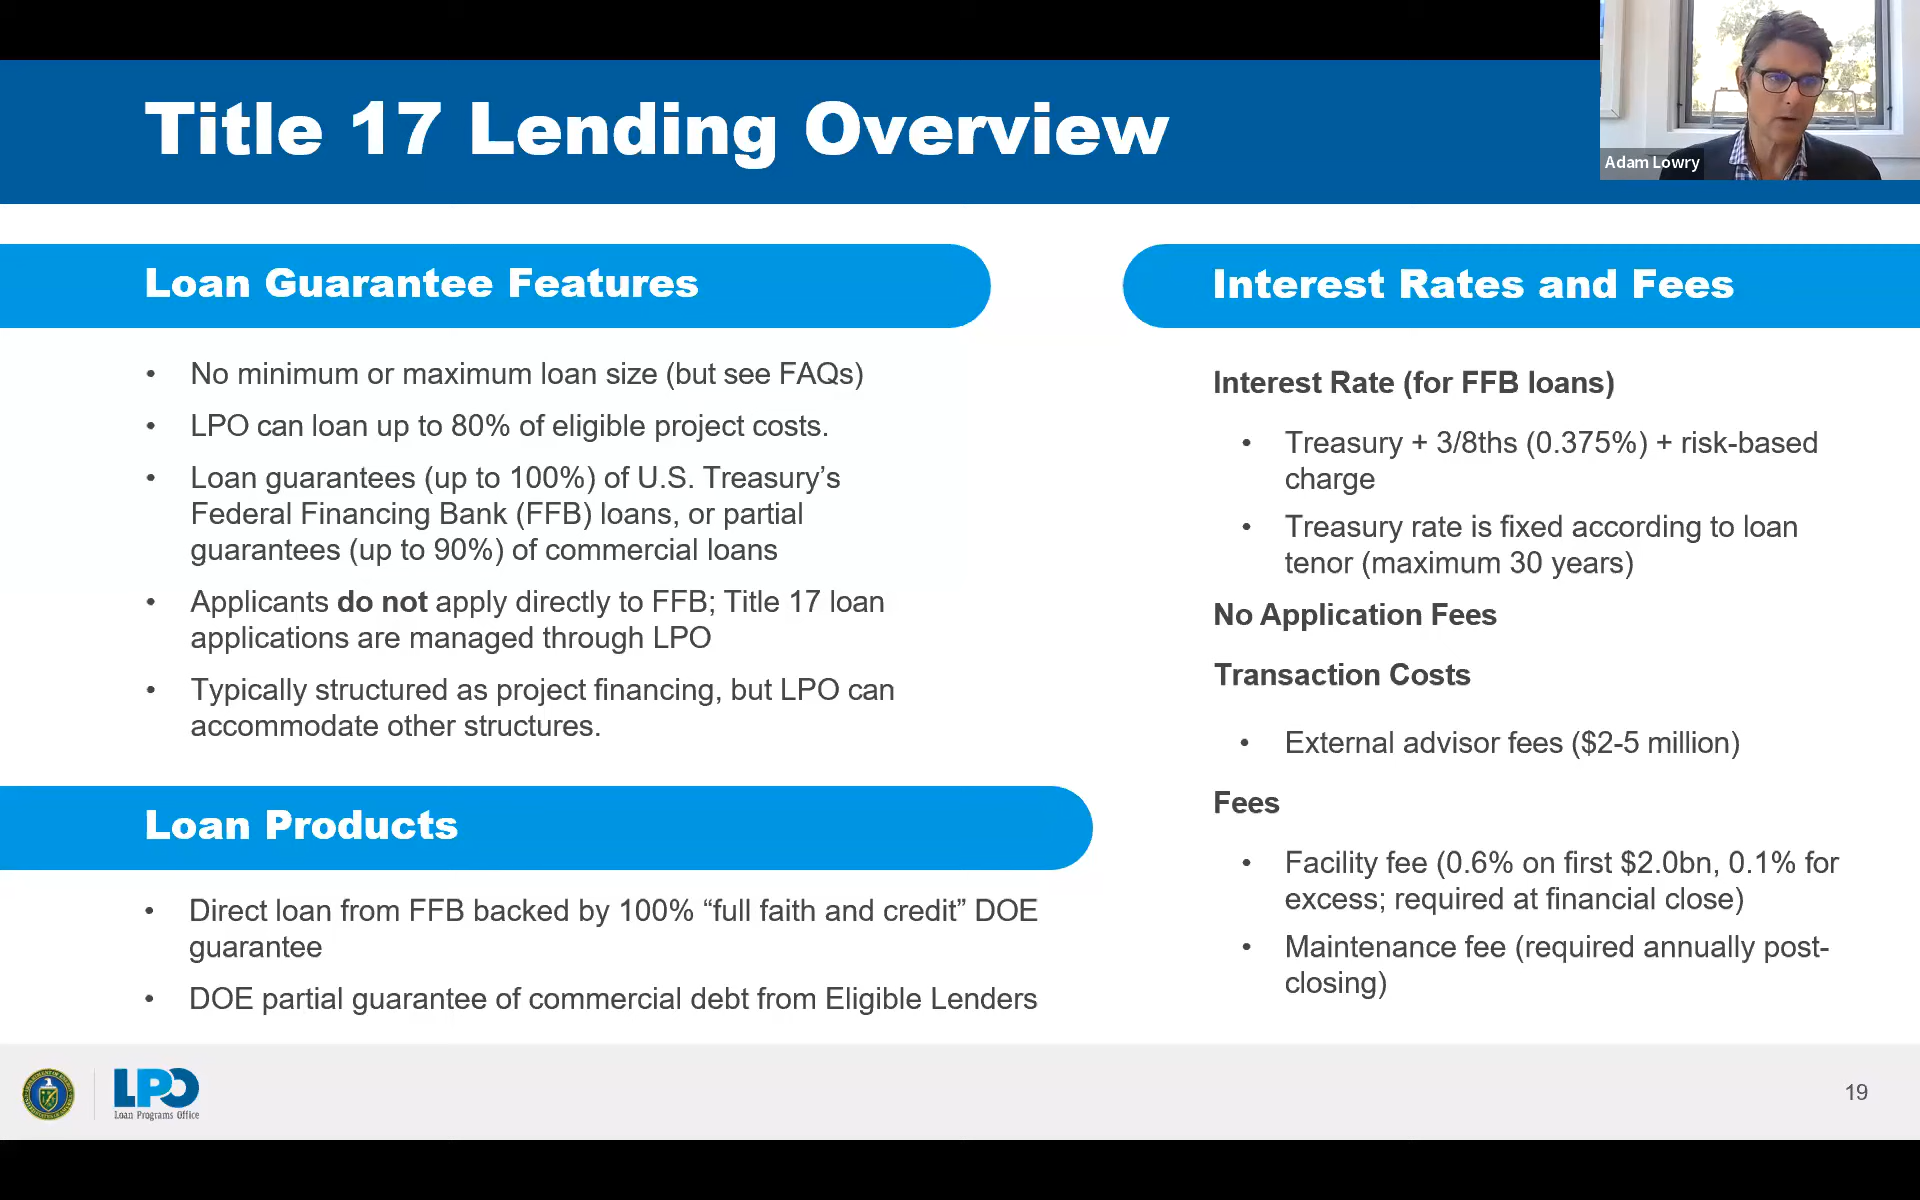 Title 17 Lending Overview
Adam Lowry
Loan Guarantee Features
• No minimum or maximum loan size (but see FAQs)
• LPO can loan up to 80% of eligible project costs.
• Loan guarantees (up to 100%) of U.S. Treasury’s
Federal Financing Bank (FFB) loans, or partial
guarantees (up to 90%) of commercial loans
• Applicants do not apply directly to FFB; Title 17 loan
applications are managed through LPO
• Typically structured as project financing, but LPO can
accommodate other structures.
Loan Products
• Direct loan from FFB backed by 100% “full faith and credit” DOE
guarantee
• DOE partial guarantee of commercial debt from Eligible Lenders
Interest Rates and Fees
Interest Rate (for FFB loans)
• Treasury + 3/8ths (0.375%) + risk-based
charge
• Treasury rate is fixed according to loan
tenor (maximum 30 years)
No Application Fees
Transaction Costs
• External advisor fees ($2-5 million)
Fees
• Facility fee (0.6% on first $2.0bn, 0.1% for
excess; required at financial close)
• Maintenance fee (required annually post-
closing)
LPO
Loan Programs Office
19